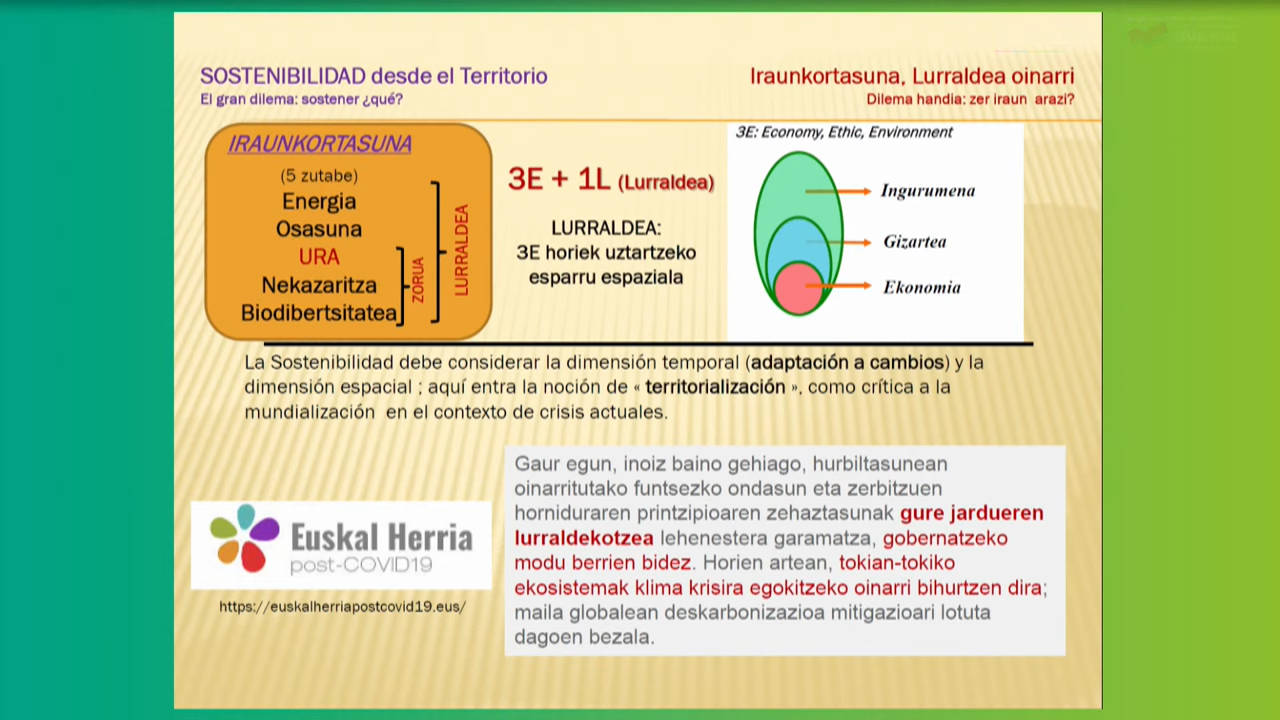 SOSTENIBILIDAD desde el Territorio
El gran dilema: sostener ¿qué?
Iraunkortasuna, Lurraldea oinarri
Dilema handia: zer iraun arazi?
IRAUNKORTASUNA
(5 zutabe)
Energia
Osasuna
URA
Nekazaritza
Biodibertsitatea
ZORUA
LURRALDEA
3E + 1L (Lurraldea)
LURRALDEA:
3E horiek uztartzeko
esparru espaziala
3E: Economy, Ethic, Environment
Ingurumena
Gizartea
Ekonomia
La Sostenibilidad debe considerar la dimensión temporal (adaptación a cambios) y la
dimensión espacial ; aquí entra la noción de « territorialización », como crítica a la
mundialización en el contexto de crisis actuales.
Euskal Herria
post-COVID19
https://euskalherriapostcovid19.eus/
Gaur egun, inoiz baino gehiago, hurbiltasunean
oinarritutako funtsezko ondasun eta zerbitzuen
horniduraren printzipioaren zehaztasunak gure jardueren
lurraldekotzea lehenestera garamatza, gobernatzeko
modu berrien bidez. Horien artean, tokian-tokiko
ekosistemak klima krisira egokitzeko oinarri bihurtzen dira;
maila globalean deskarbonizazioa mitigazioari lotuta
dagoen bezala.